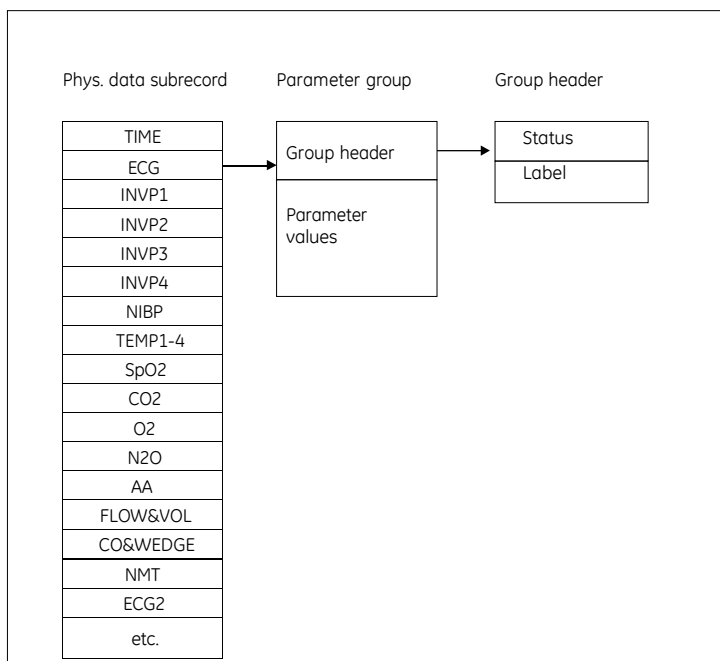 Phys. data subrecord
Parameter group
Group header
TIME
ECG
INVP1
INVP2
INVP3
INVP4
NIBP
TEMP1-4
SpO2
CO2
O2
N2O
AA
FLOW&VOL
CO&WEDGE
NMT
ECG2
etc.
Group header
Parameter
values
Status
Label